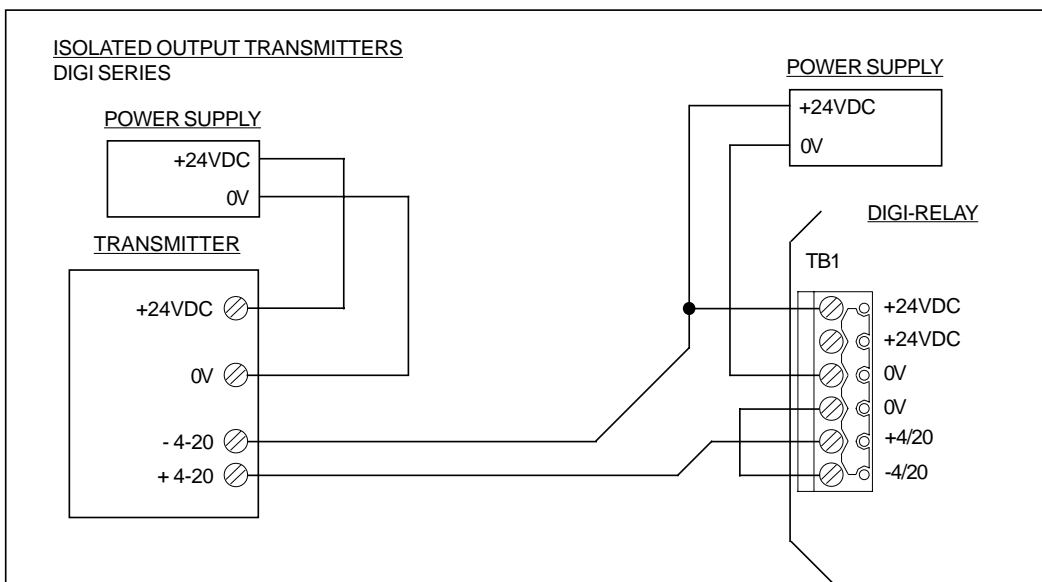 ISOLATED OUTPUT TRANSMITTERS
DIGI SERIES
POWER SUPPLY
+24VDC
0V
TRANSMITTER
+24VDC
0V
- 4-20
+ 4-20
POWER SUPPLY
+24VDC
0V
DIGI-RELAY
TB1
+24VDC
+24VDC
0V
0V
+4/20
-4/20